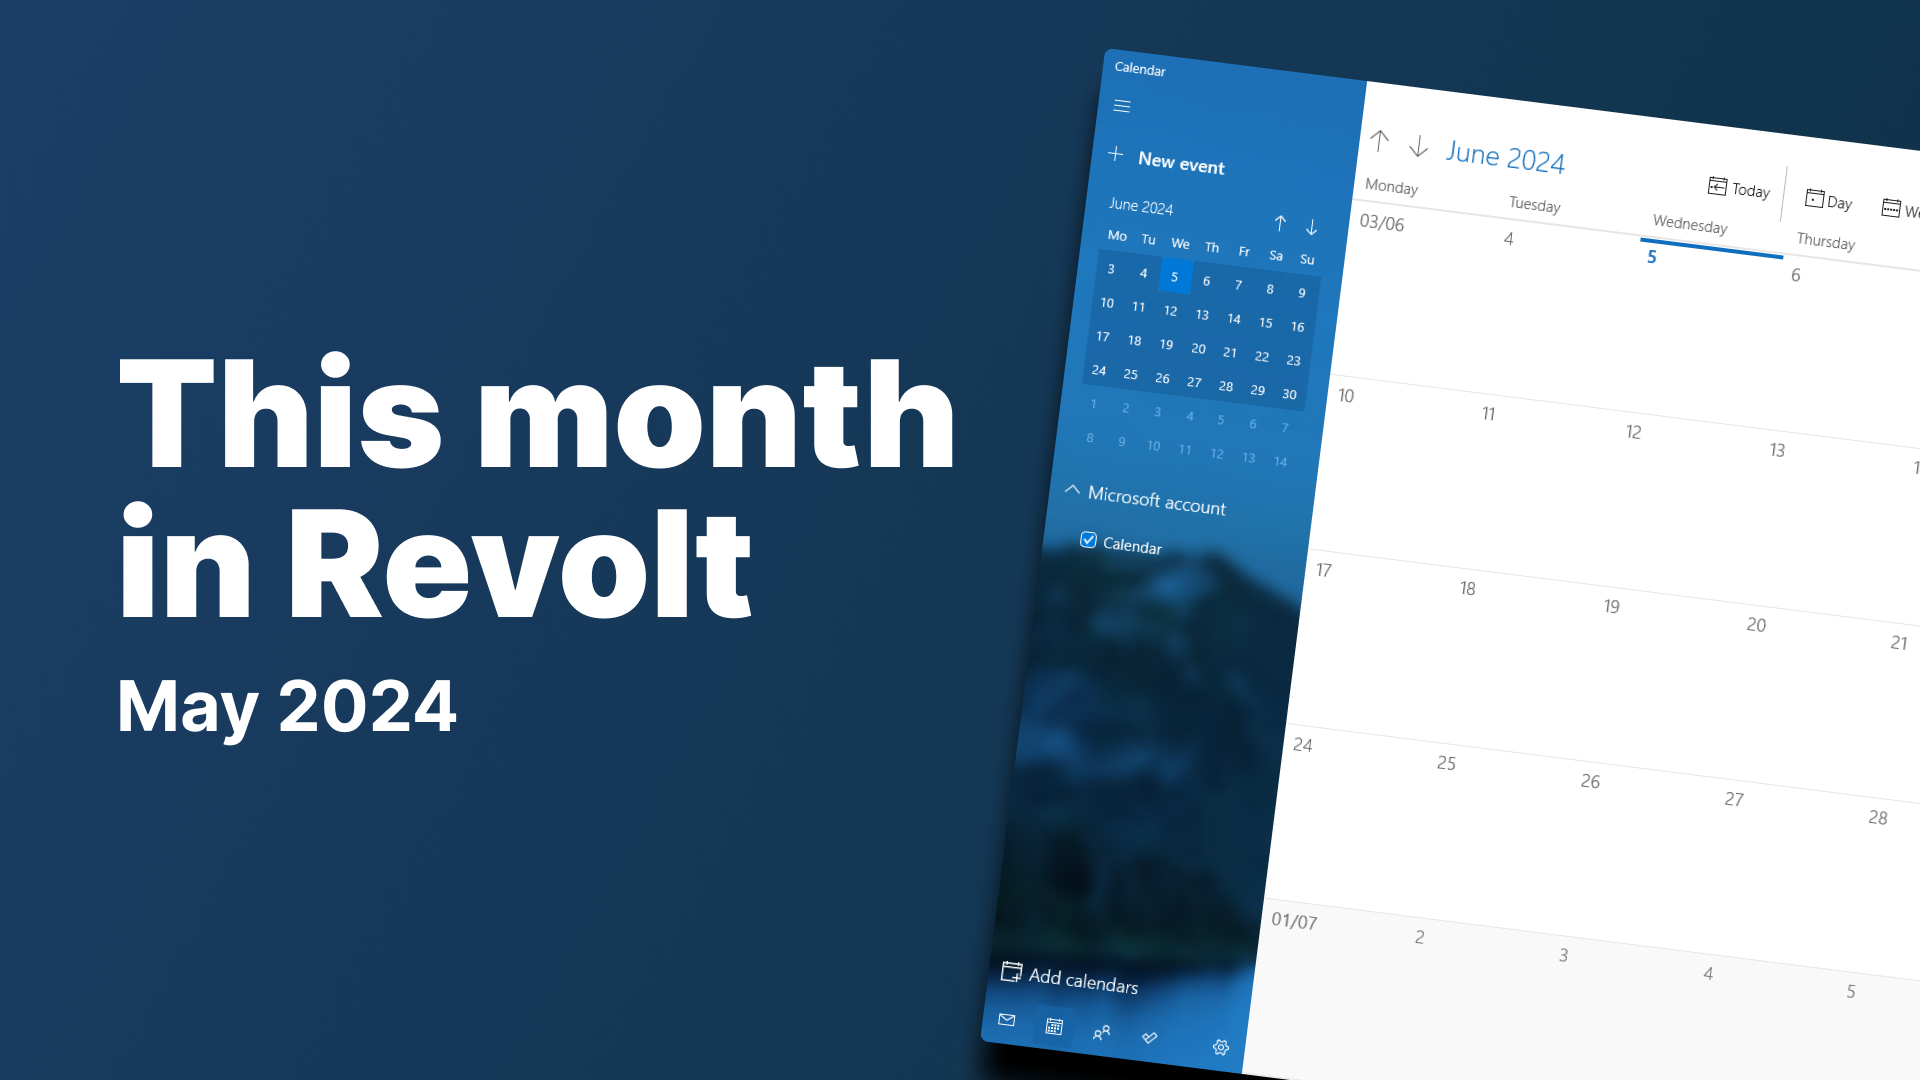 This month
in Revolt
May 2024
Calendar
New event
June 2024
Mo Tu We Th Fr Sa Su
3 4 5 6 7 8 9
10 11 12 13 14 15 16
17 18 19 20 21 22 23
24 25 26 27 28 29 30
1 2 3 4 5 6 7
8 9 10 11 12 13 14
Microsoft account
Calendar
Add calendars
June 2024
Today Day
Monday Tuesday Wednesday Thursday
03/06 4 5 6
10 11 12 13
17 18 19 20 21
24 25 26 27 28
01/07 2 3 4 5